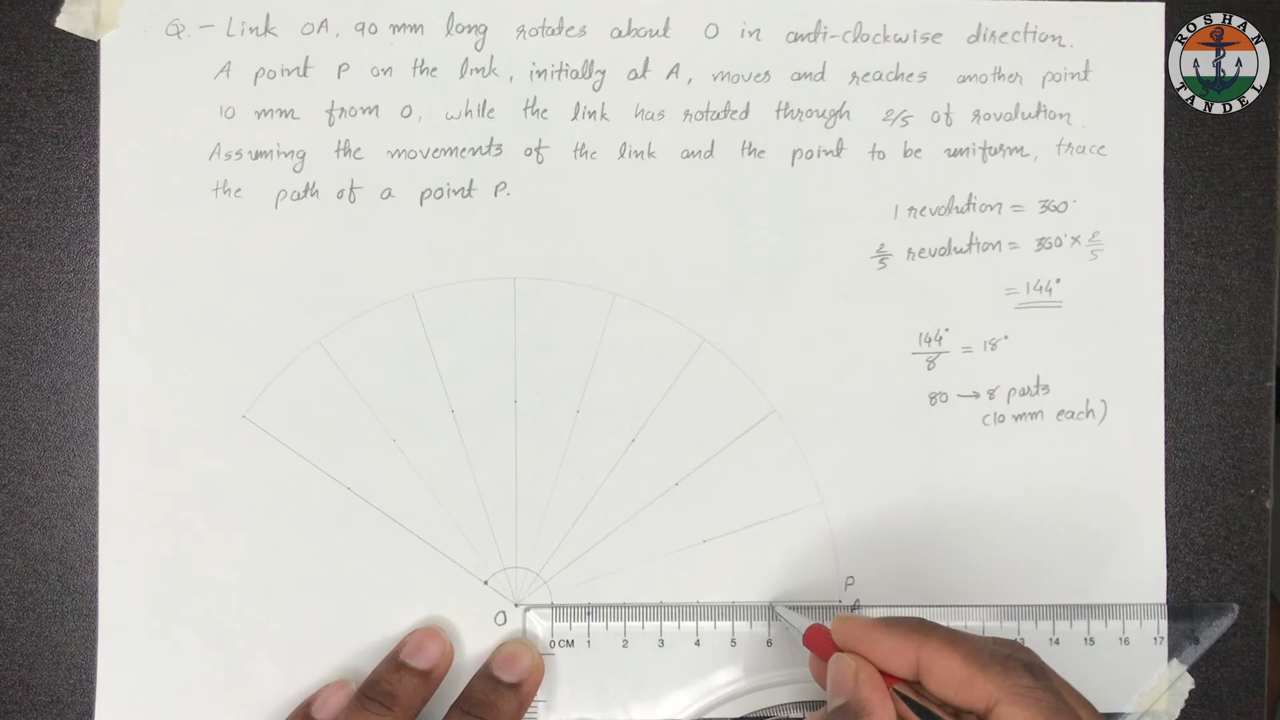 Q.- Link OA, 90 mm long rotates about O in anti-clockwise direction.
A point P on the link, initially at A, moves and reaches another point
10 mm from O, while the link has rotated through 2/5 of rovolution.
Assuming the movements of the link and the point to be uniform, trace
the path of a point P.
1 revolution = 360°
2/5 revolution = 360° × 2/5
= 144°
144°/8 = 18°
80 → 8 parts
(10 mm each)
P
A
O
0 CM 1 2 3 4 5 6 13 14 15 16 17 18
ROSHAN
TANDEL